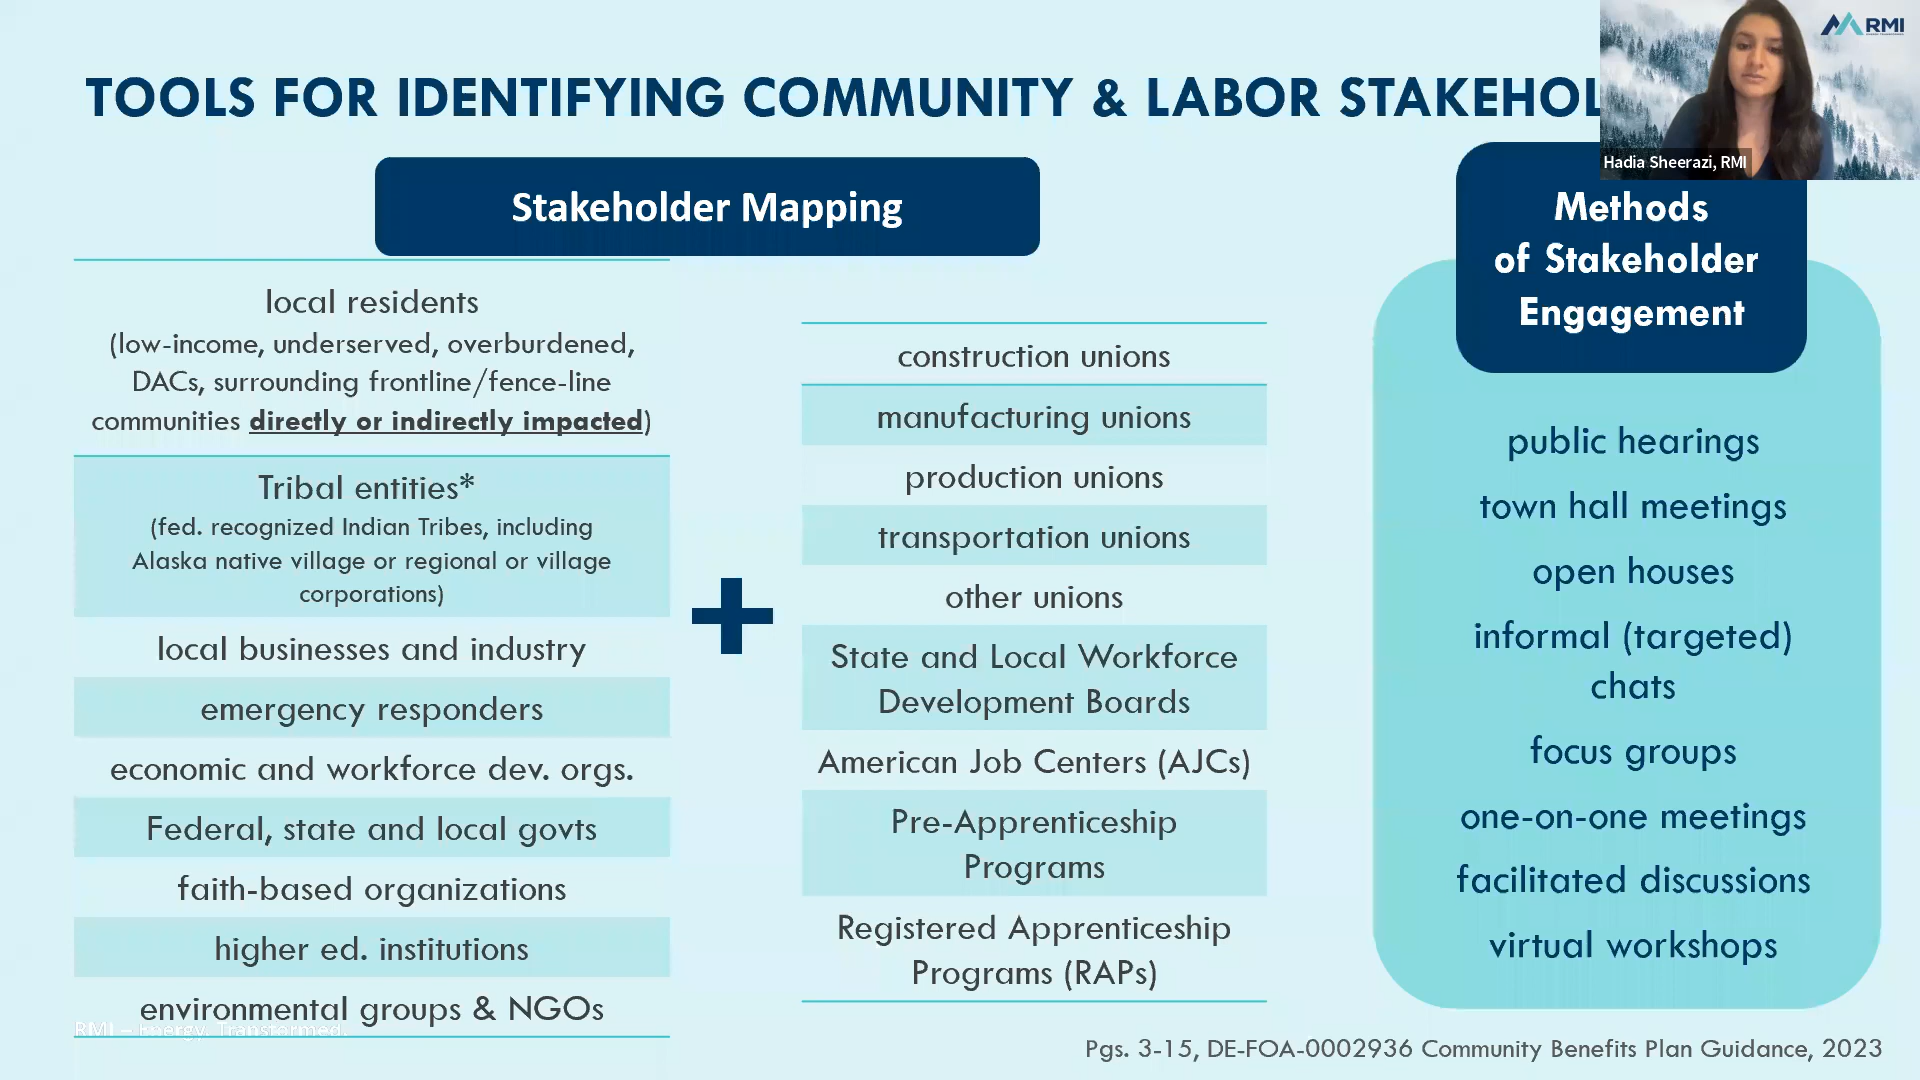 TOOLS FOR IDENTIFYING COMMUNITY & LABOR STAKEHOL
RMI
Hadia Sheerazi, RMI
Stakeholder Mapping
local residents
(low-income, underserved, overburdened,
DACs, surrounding frontline/fence-line
communities directly or indirectly impacted)
Tribal entities*
(fed. recognized Indian Tribes, including
Alaska native village or regional or village
corporations)
local businesses and industry
emergency responders
economic and workforce dev. orgs.
Federal, state and local govts
faith-based organizations
higher ed. institutions
environmental groups & NGOs
construction unions
manufacturing unions
production unions
transportation unions
other unions
State and Local Workforce
Development Boards
American Job Centers (AJCs)
Pre-Apprenticeship
Programs
Registered Apprenticeship
Programs (RAPs)
Methods
of Stakeholder
Engagement
public hearings
town hall meetings
open houses
informal (targeted)
chats
focus groups
one-on-one meetings
facilitated discussions
virtual workshops
RMI – Energy. Transformed.
Pgs. 3-15, DE-FOA-0002936 Community Benefits Plan Guidance, 2023